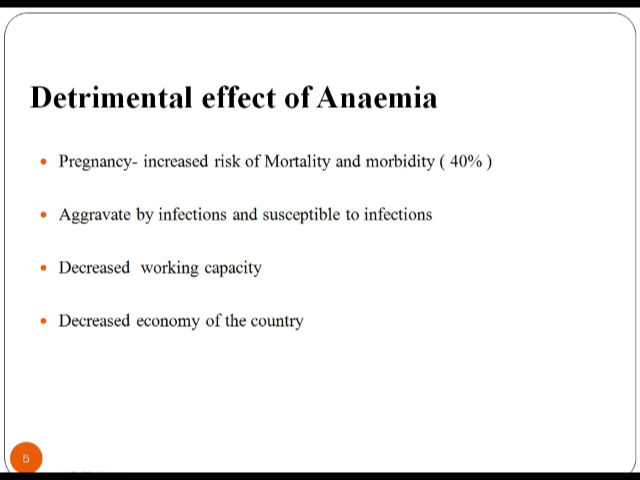 Detrimental effect of Anaemia
• Pregnancy- increased risk of Mortality and morbidity ( 40% )
• Aggravate by infections and susceptible to infections
• Decreased working capacity
• Decreased economy of the country
5